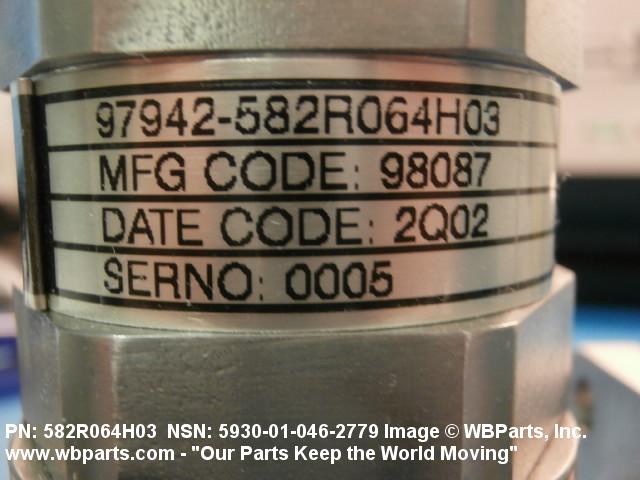 97942-582R064H03
MFG CODE: 98087
DATE CODE: 2Q02
SERNO: 0005
PN: 582R064H03 NSN: 5930-01-046-2779 Image © WBParts, Inc.
www.wbparts.com - "Our Parts Keep the World Moving"